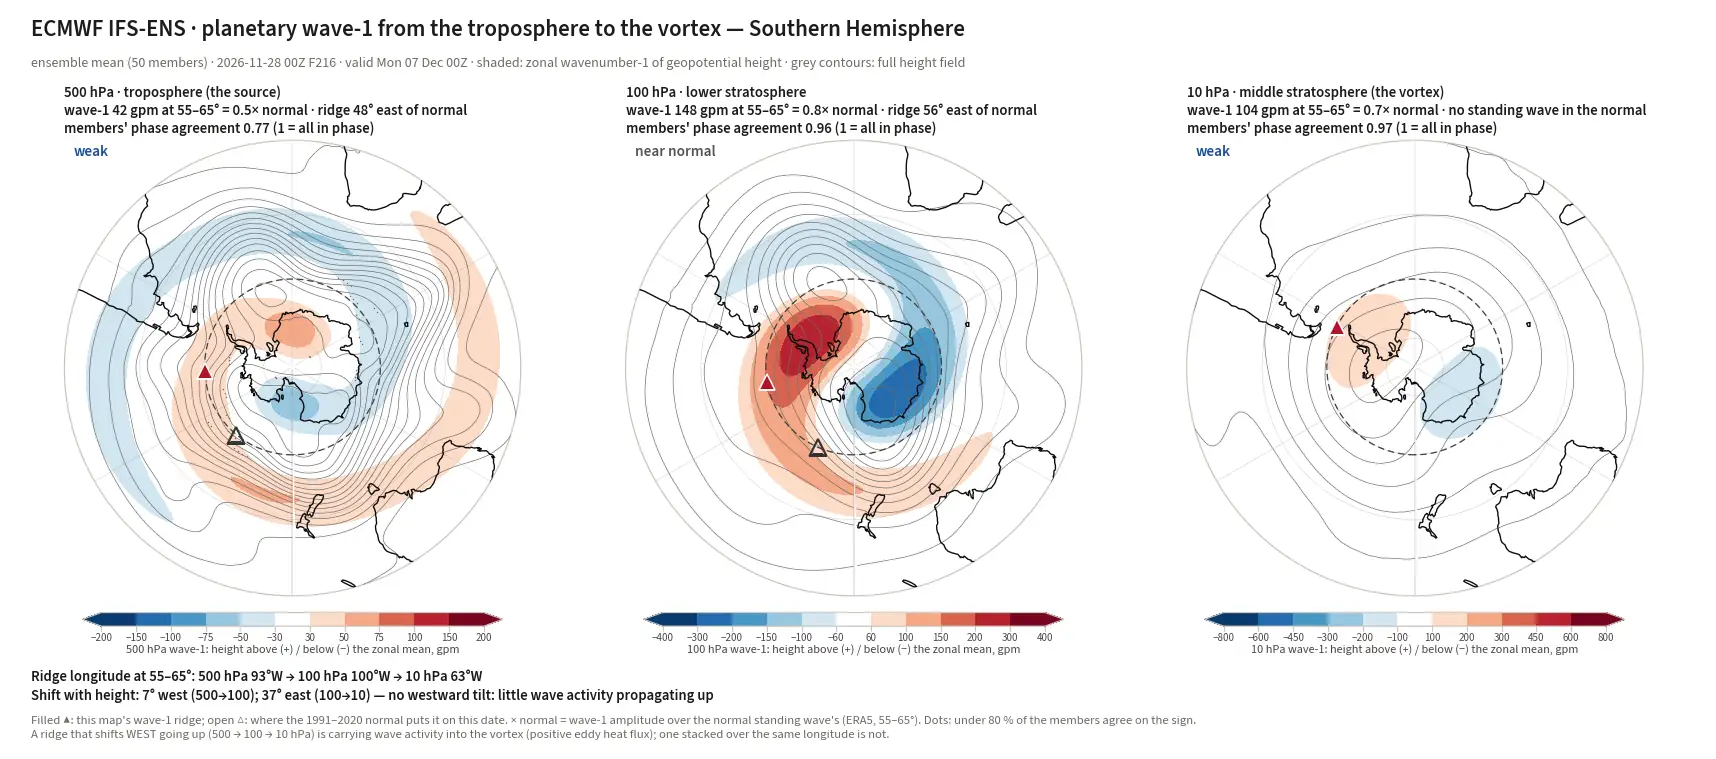 ECMWF IFS-ENS · planetary wave-1 from the troposphere to the vortex — Southern Hemisphere
ensemble mean (50 members) · 2026-11-28 00Z F216 · valid Mon 07 Dec 00Z · shaded: zonal wavenumber-1 of geopotential height · grey contours: full height field
500 hPa · troposphere (the source)
wave-1 42 gpm at 55–65° = 0.5× normal · ridge 48° east of normal
members' phase agreement 0.77 (1 = all in phase)
weak
100 hPa · lower stratosphere
wave-1 148 gpm at 55–65° = 0.8× normal · ridge 56° east of normal
members' phase agreement 0.96 (1 = all in phase)
near normal
10 hPa · middle stratosphere (the vortex)
wave-1 104 gpm at 55–65° = 0.7× normal · no standing wave in the normal
members' phase agreement 0.97 (1 = all in phase)
weak
−200 −150 −100 −75 −50 −30 30 50 75 100 150 200
500 hPa wave-1: height above (+) / below (−) the zonal mean, gpm
−400 −300 −200 −150 −100 −60 60 100 150 200 300 400
100 hPa wave-1: height above (+) / below (−) the zonal mean, gpm
−800 −600 −450 −300 −200 −100 100 200 300 450 600 800
10 hPa wave-1: height above (+) / below (−) the zonal mean, gpm
Ridge longitude at 55–65°: 500 hPa 93°W → 100 hPa 100°W → 10 hPa 63°W
Shift with height: 7° west (500→100); 37° east (100→10) — no westward tilt: little wave activity propagating up
Filled ▲: this map's wave-1 ridge; open △: where the 1991–2020 normal puts it on this date. × normal = wave-1 amplitude over the normal standing wave's (ERA5, 55–65°). Dots: under 80 % of the members agree on the sign.
A ridge that shifts WEST going up (500 → 100 → 10 hPa) is carrying wave activity into the vortex (positive eddy heat flux); one stacked over the same longitude is not.